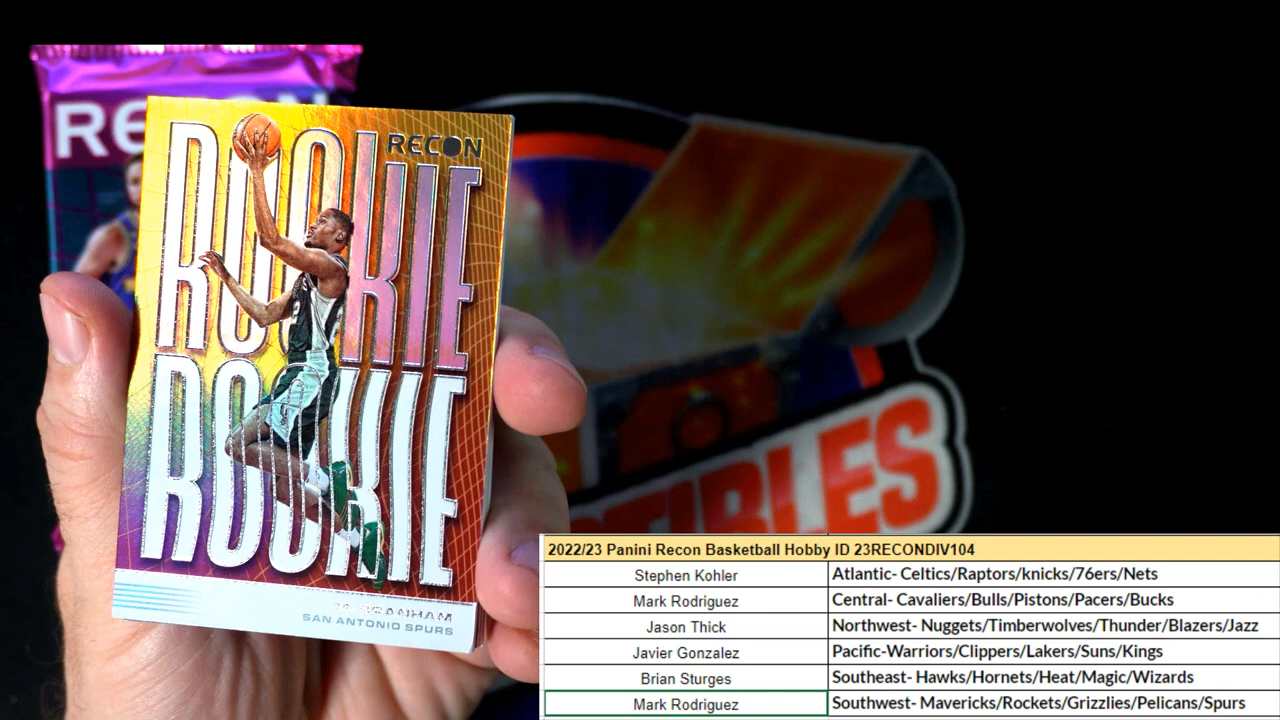 RECON
ROOKIE
ROOKIE
M. BRANHAM
SAN ANTONIO SPURS
2022/23 Panini Recon Basketball Hobby ID 23RECONDIV104
Stephen Kohler Atlantic- Celtics/Raptors/knicks/76ers/Nets
Mark Rodriguez Central- Cavaliers/Bulls/Pistons/Pacers/Bucks
Jason Thick Northwest- Nuggets/Timberwolves/Thunder/Blazers/Jazz
Javier Gonzalez Pacific-Warriors/Clippers/Lakers/Suns/Kings
Brian Sturges Southeast- Hawks/Hornets/Heat/Magic/Wizards
Mark Rodriguez Southwest- Mavericks/Rockets/Grizzlies/Pelicans/Spurs